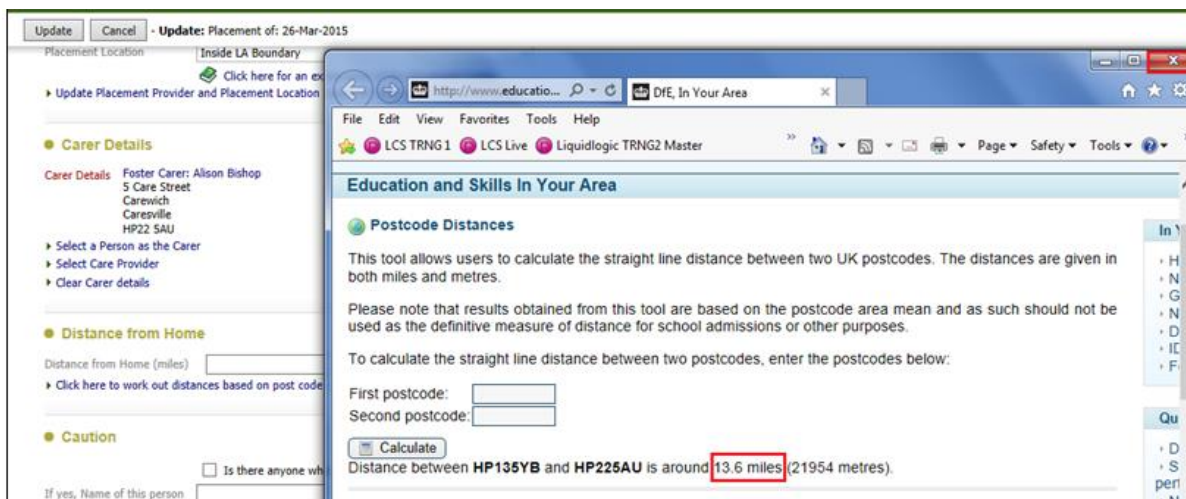 Update Cancel - Update: Placement of: 26-Mar-2015
Placement Location Inside LA Boundary
Click here for an ex
Update Placement Provider and Placement Location
Carer Details
Carer Details Foster Carer: Alison Bishop
5 Care Street
Carewich
Caresville
HP22 5AU
Select a Person as the Carer
Select Care Provider
Clear Carer details
Distance from Home
Distance from Home (miles)
Click here to work out distances based on post code
Caution
Is there anyone wh
If yes, Name of this person
http://www.educatio... DfE, In Your Area
File Edit View Favorites Tools Help
LCS TRNG 1 LCS Live Liquidlogic TRNG2 Master Page Safety Tools
Education and Skills In Your Area
Postcode Distances
This tool allows users to calculate the straight line distance between two UK postcodes. The distances are given in
both miles and metres.
Please note that results obtained from this tool are based on the postcode area mean and as such should not be
used as the definitive measure of distance for school admissions or other purposes.
To calculate the straight line distance between two postcodes, enter the postcodes below:
First postcode:
Second postcode:
Calculate
Distance between HP135YB and HP225AU is around 13.6 miles (21954 metres).
In
H
N
G
N
D
ID
F
Qu
D
S